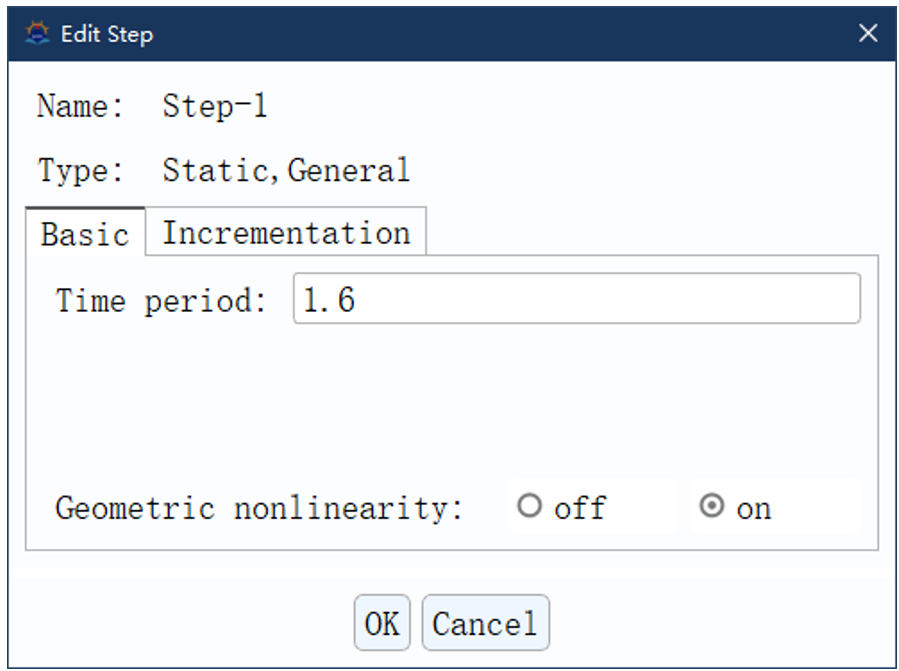 Edit Step
Name: Step-1
Type: Static,General
Basic Incrementation
Time period: 1.6
Geometric nonlinearity: off on
OK Cancel